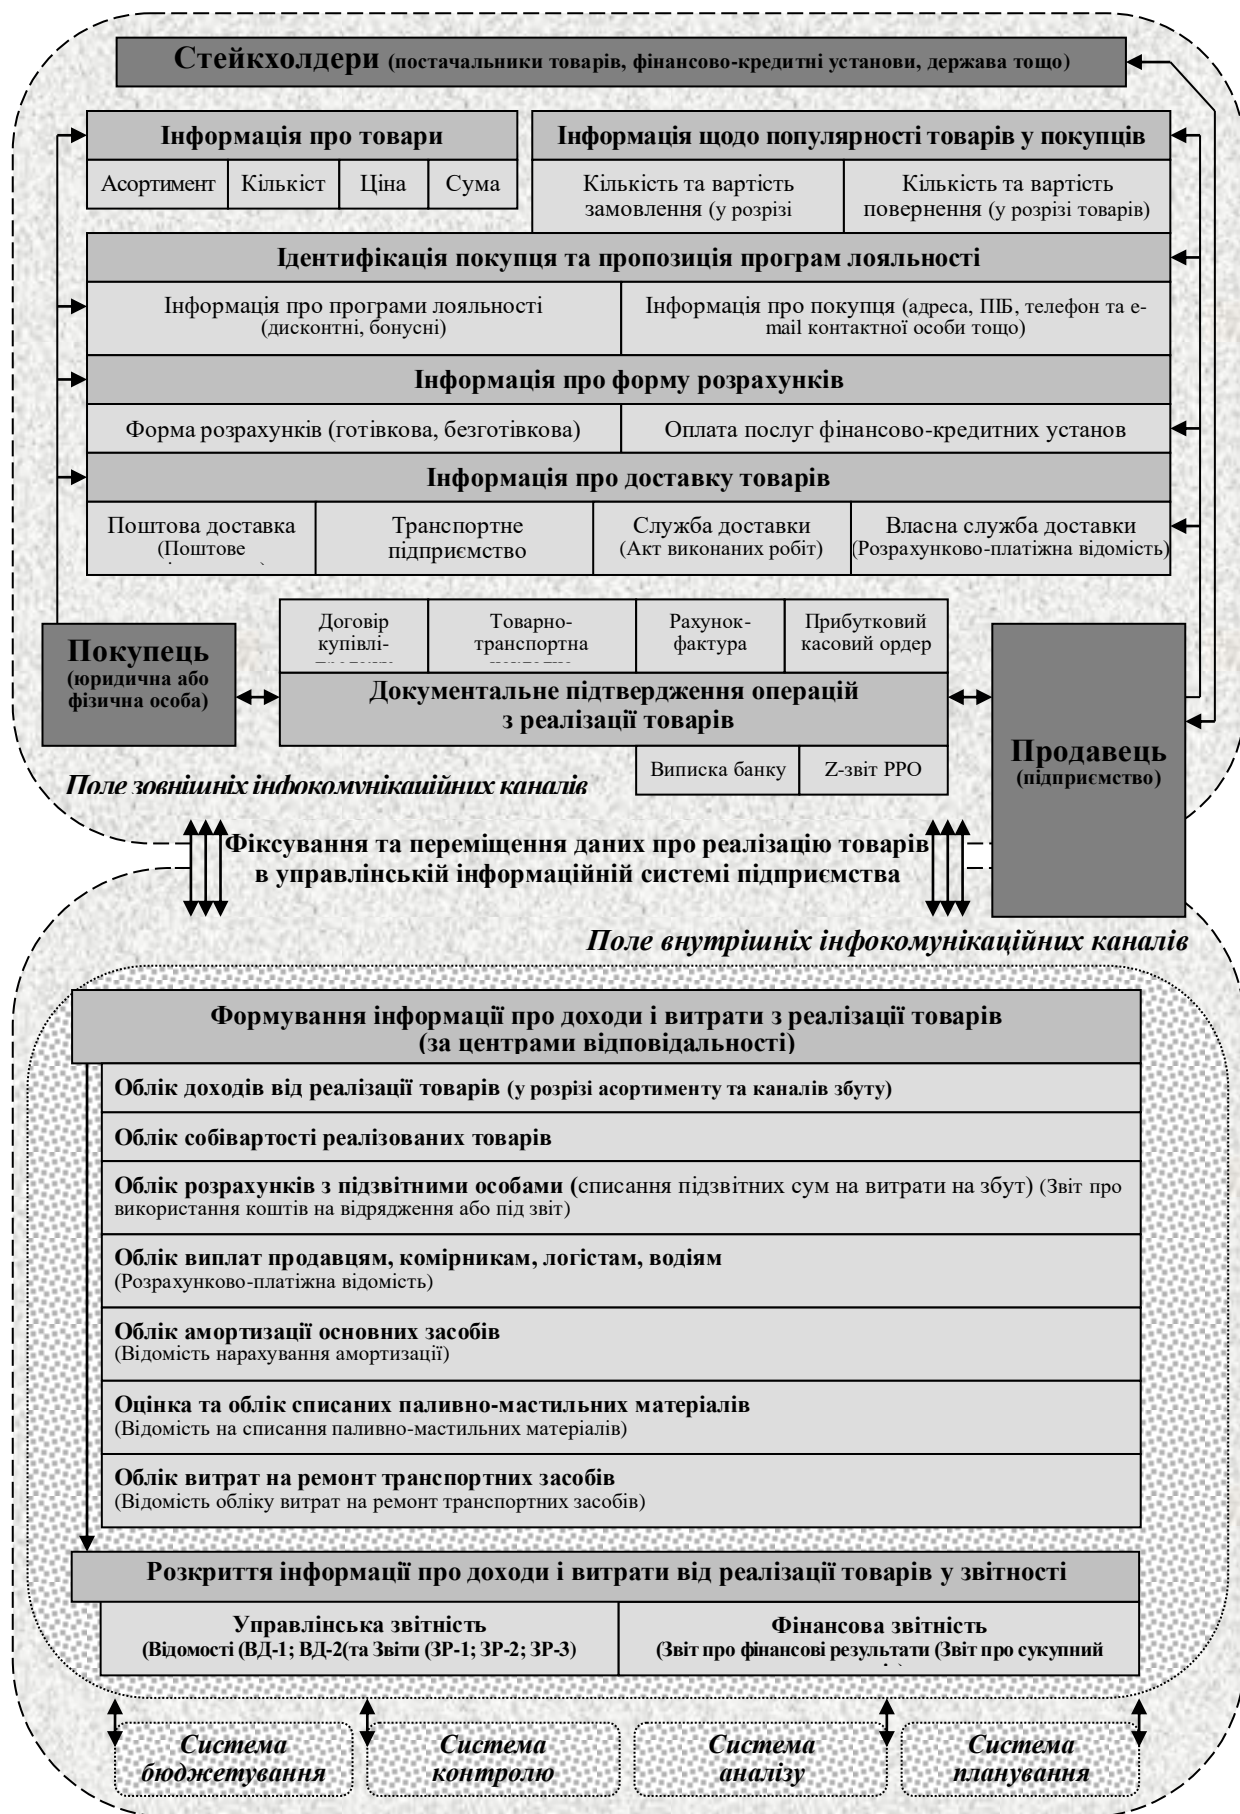 Стейкхолдери (постачальники товарів, фінансово-кредитні установи, держава тощо)
Інформація про товари
Асортимент
Кількіст
Ціна
Сума
Інформація щодо популярності товарів у покупців
Кількість та вартість
замовлення (у розрізі
Кількість та вартість
повернення (у розрізі товарів)
Ідентифікація покупця та пропозиція програм лояльності
Інформація про програми лояльності
(дисконтні, бонусні)
Інформація про покупця (адреса, ПІБ, телефон та е-
mail контактної особи тощо)
Інформація про форму розрахунків
Форма розрахунків (готівкова, безготівкова)
Оплата послуг фінансово-кредитних установ
Інформація про доставку товарів
Поштова доставка
(Поштове
Транспортне
підприємство
Служба доставки
(Акт виконаних робіт)
Власна служба доставки
(Розрахунково-платіжна відомість)
Договір
купівлі-
Товарно-
транспортна
Рахунок-
фактура
Прибутковий
касовий ордер
Покупець
(юридична або
фізична особа)
Документальне підтвердження операцій
з реалізації товарів
Виписка банку
Z-звіт РРО
Продавець
(підприємство)
Поле зовнішніх інфокомунікаційних каналів
Фіксування та переміщення даних про реалізацію товарів
в управлінській інформаційній системі підприємства
Поле внутрішніх інфокомунікаційних каналів
Формування інформації про доходи і витрати з реалізації товарів
(за центрами відповідальності)
Облік доходів від реалізації товарів (у розрізі асортименту та каналів збуту)
Облік собівартості реалізованих товарів
Облік розрахунків з підзвітними особами (списання підзвітних сум на витрати на збут) (Звіт про
використання коштів на відрядження або під звіт)
Облік виплат продавцям, комірникам, логістам, водіям
(Розрахунково-платіжна відомість)
Облік амортизації основних засобів
(Відомість нарахування амортизації)
Оцінка та облік списаних паливно-мастильних матеріалів
(Відомість на списання паливно-мастильних матеріалів)
Облік витрат на ремонт транспортних засобів
(Відомість обліку витрат на ремонт транспортних засобів)
Розкриття інформації про доходи і витрати від реалізації товарів у звітності
Управлінська звітність
(Відомості (ВД-1; ВД-2(та Звіти (ЗР-1; ЗР-2; ЗР-3)
Фінансова звітність
(Звіт про фінансові результати (Звіт про сукупний
Система
бюджетування
Система
контролю
Система
аналізу
Система
планування